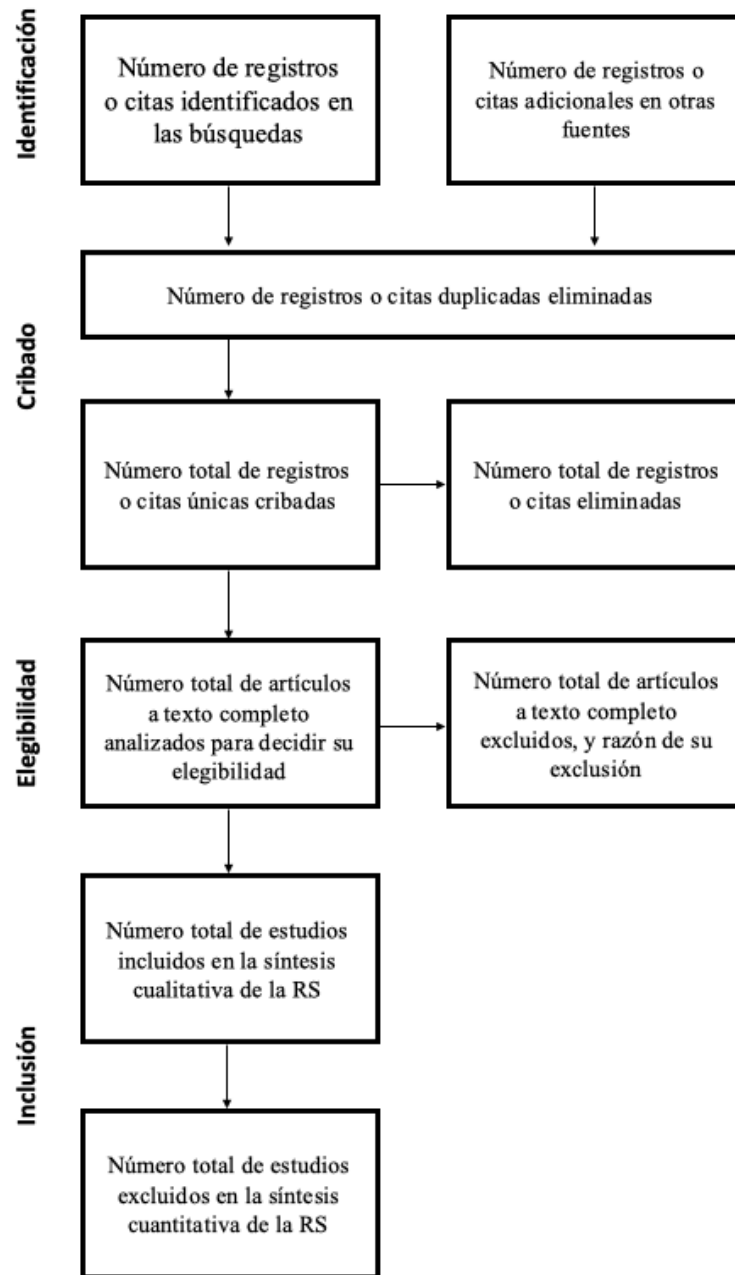 Identificación
Número de registros
o citas identificados en
las búsquedas
Número de registros o
citas adicionales en otras
fuentes
Número de registros o citas duplicadas eliminadas
Cribado
Número total de registros
o citas únicas cribadas
Número total de registros
o citas eliminadas
Elegibilidad
Número total de artículos
a texto completo
analizados para decidir su
elegibilidad
Número total de artículos
a texto completo
excluidos, y razón de su
exclusión
Número total de estudios
incluidos en la síntesis
cualitativa de la RS
Inclusión
Número total de estudios
excluidos en la síntesis
cuantitativa de la RS